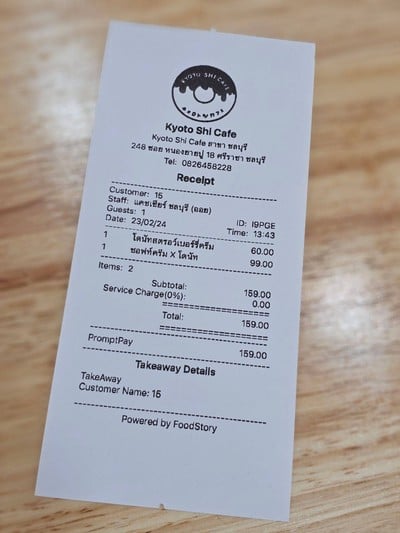 KYOTO SHI CAFE
Kyoto Shi Cafe
Kyoto Shi Cafe สาขา ชลบุรี
248 ซอย หนองยายบู่ 18 ศรีราชา ชลบุรี
Tel: 0826458228
Receipt
Customer: 15
Staff: แคชเชียร์ ชลบุรี (ออย)
Guests: 1 ID: I9PGE
Date: 23/02/24 Time: 13:43
1 โดนัทสตรอว์เบอร์รี่ครีม 60.00
1 ซอฟท์ครีม X โดนัท 99.00
Items: 2
Subtotal: 159.00
Service Charge(0%): 0.00
Total: 159.00
PromptPay 159.00
Takeaway Details
TakeAway
Customer Name: 15
Powered by FoodStory